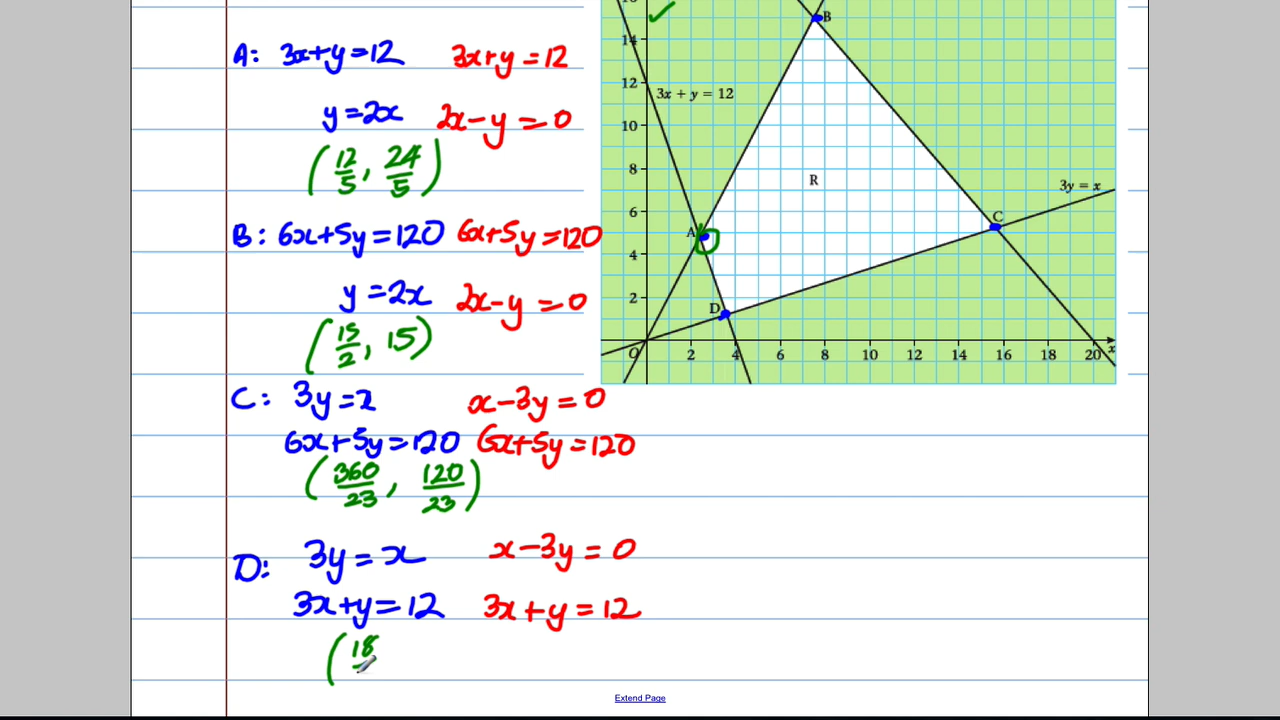 A: 3x+y=12 3x+y=12
y=2x 2x-y=0
(12/5, 24/5)
B: 6x+5y=120 6x+5y=120
y=2x 2x-y=0
(15/2, 15)
C: 3y=x x-3y=0
6x+5y=120 6x+5y=120
(360/23, 120/23)
D: 3y=x x-3y=0
3x+y=12 3x+y=12
(18
16
B
14
12
3x + y = 12
10
8
R
3y = x
6
C
A
4
2
D
O 2 4 6 8 10 12 14 16 18 20 x
Extend Page